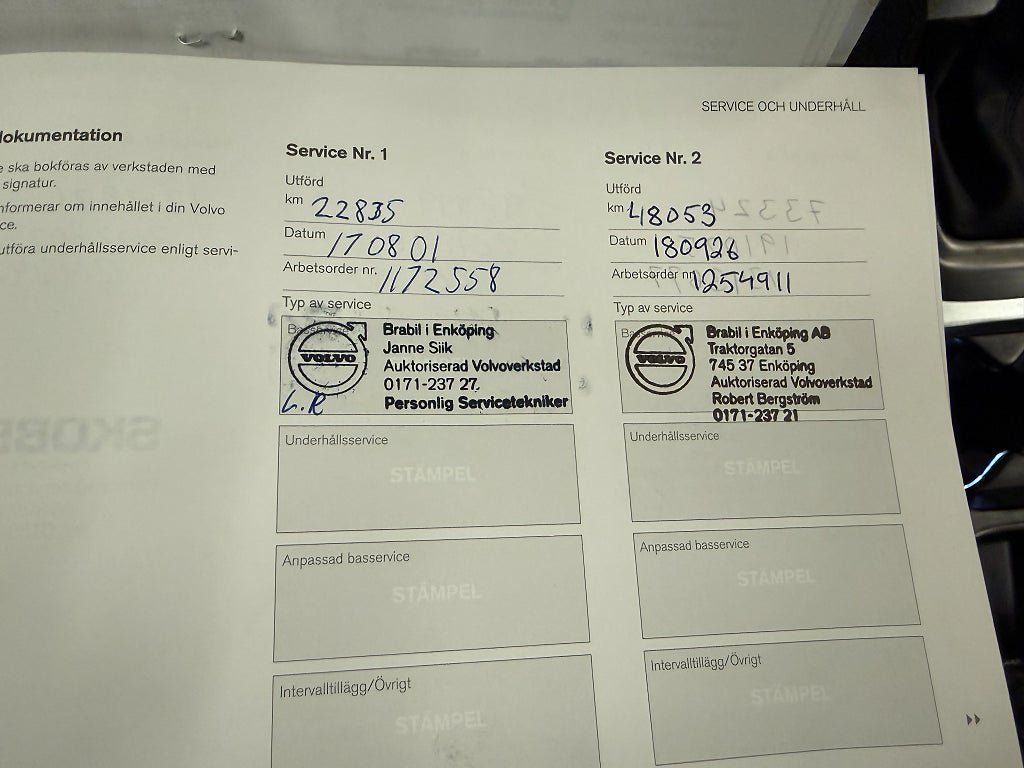 SERVICE OCH UNDERHÅLL
dokumentation
ska bokföras av verkstaden med
signatur.
informerar om innehållet i din Volvo
utföra underhållsservice enligt servi-
Service Nr. 1
Utförd
km 22835
Datum 170801
Arbetsorder nr. 1172558
Typ av service
Basservice
VOLVO
Brabil i Enköping
Janne Siik
Auktoriserad Volvoverkstad
0171-237 27.
Personlig Servicetekniker
L.R
Underhållsservice
STÄMPEL
Anpassad basservice
STÄMPEL
Intervalltillägg/Övrigt
STÄMPEL
Service Nr. 2
Utförd
km 48053
Datum 180926
Arbetsorder nr 1254911
Typ av service
VOLVO
Brabil i Enköping AB
Traktorgatan 5
745 37 Enköping
Auktoriserad Volvoverkstad
Robert Bergström
0171-237 21
Underhållsservice
STÄMPEL
Anpassad basservice
STÄMPEL
Intervalltillägg/Övrigt
STÄMPEL